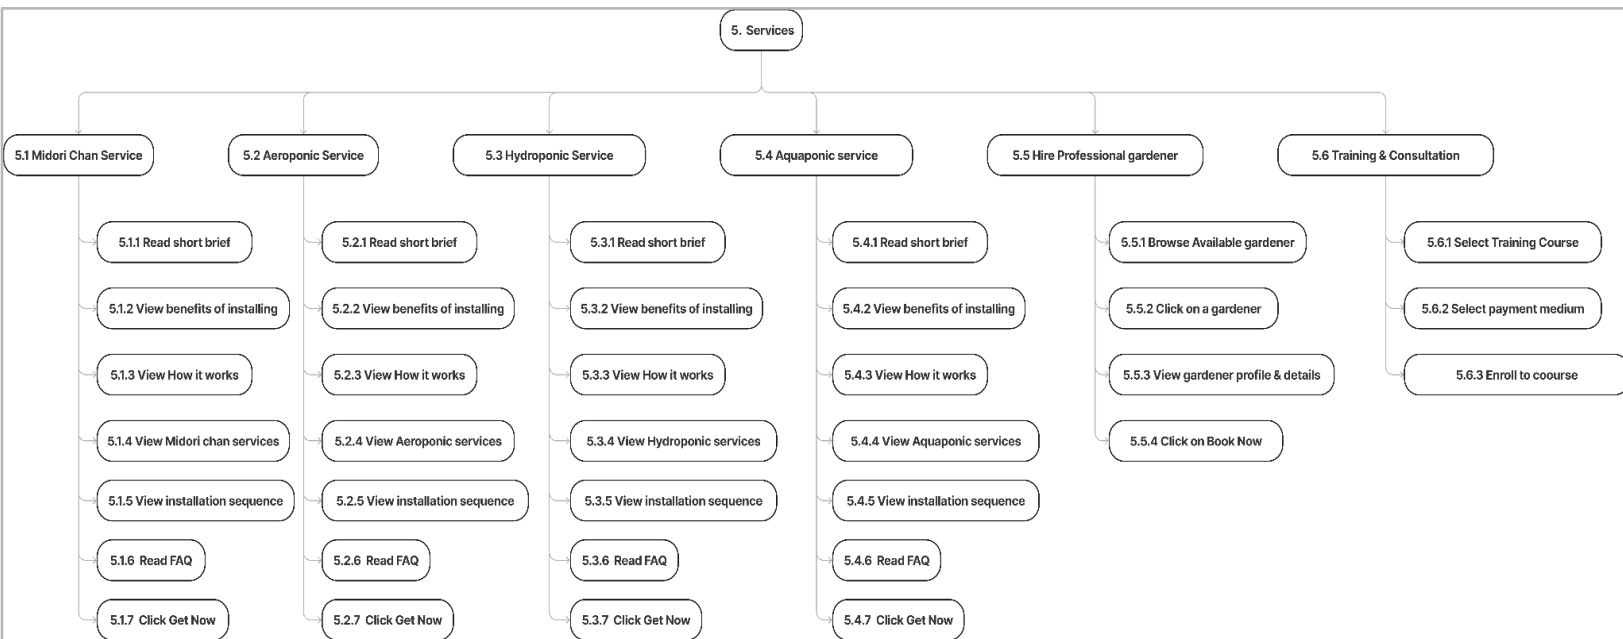 5. Services
5.1 Midori Chan Service
5.2 Aeroponic Service
5.3 Hydroponic Service
5.4 Aquaponic service
5.5 Hire Professional gardener
5.6 Training & Consultation
5.1.1 Read short brief
5.2.1 Read short brief
5.3.1 Read short brief
5.4.1 Read short brief
5.5.1 Browse Available gardener
5.6.1 Select Training Course
5.1.2 View benefits of installing
5.2.2 View benefits of installing
5.3.2 View benefits of installing
5.4.2 View benefits of installing
5.5.2 Click on a gardener
5.6.2 Select payment medium
5.1.3 View How it works
5.2.3 View How it works
5.3.3 View How it works
5.4.3 View How it works
5.5.3 View gardener profile & details
5.6.3 Enroll to coourse
5.1.4 View Midori chan services
5.2.4 View Aeroponic services
5.3.4 View Hydroponic services
5.4.4 View Aquaponic services
5.5.4 Click on Book Now
5.1.5 View installation sequence
5.2.5 View installation sequence
5.3.5 View installation sequence
5.4.5 View installation sequence
5.1.6 Read FAQ
5.2.6 Read FAQ
5.3.6 Read FAQ
5.4.6 Read FAQ
5.1.7 Click Get Now
5.2.7 Click Get Now
5.3.7 Click Get Now
5.4.7 Click Get Now